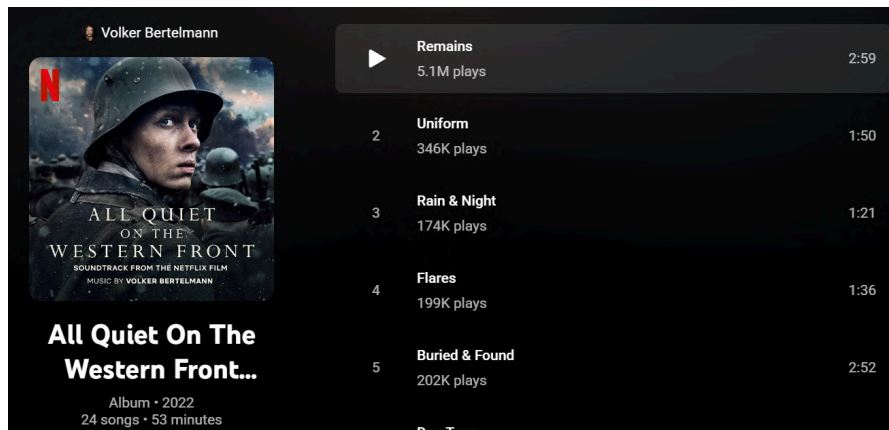 Volker Bertelmann
N
ALL QUIET
ON THE
WESTERN FRONT
SOUNDTRACK FROM THE NETFLIX FILM
MUSIC BY VOLKER BERTELMANN
All Quiet On The
Western Front...
Album • 2022
24 songs • 53 minutes
Remains
5.1M plays
2:59
2
Uniform
346K plays
1:50
3
Rain & Night
174K plays
1:21
4
Flares
199K plays
1:36
5
Buried & Found
202K plays
2:52